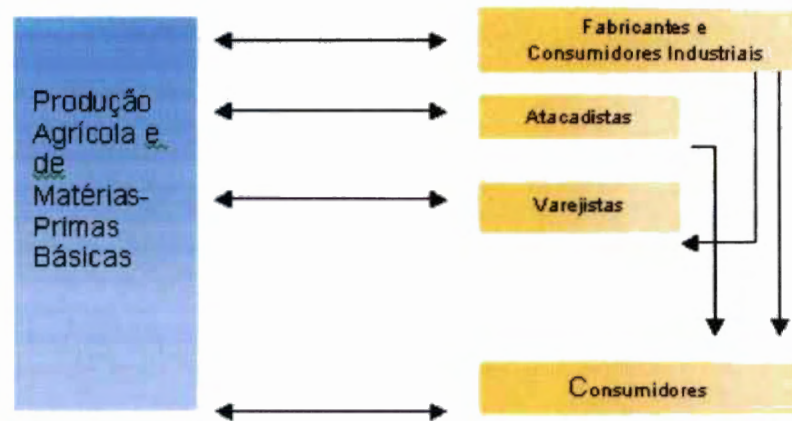 Produção
Agrícola e
de
Matérias-
Primas
Básicas
Fabricantes e
Consumidores Industriais
Atacadistas
Varejistas
Consumidores